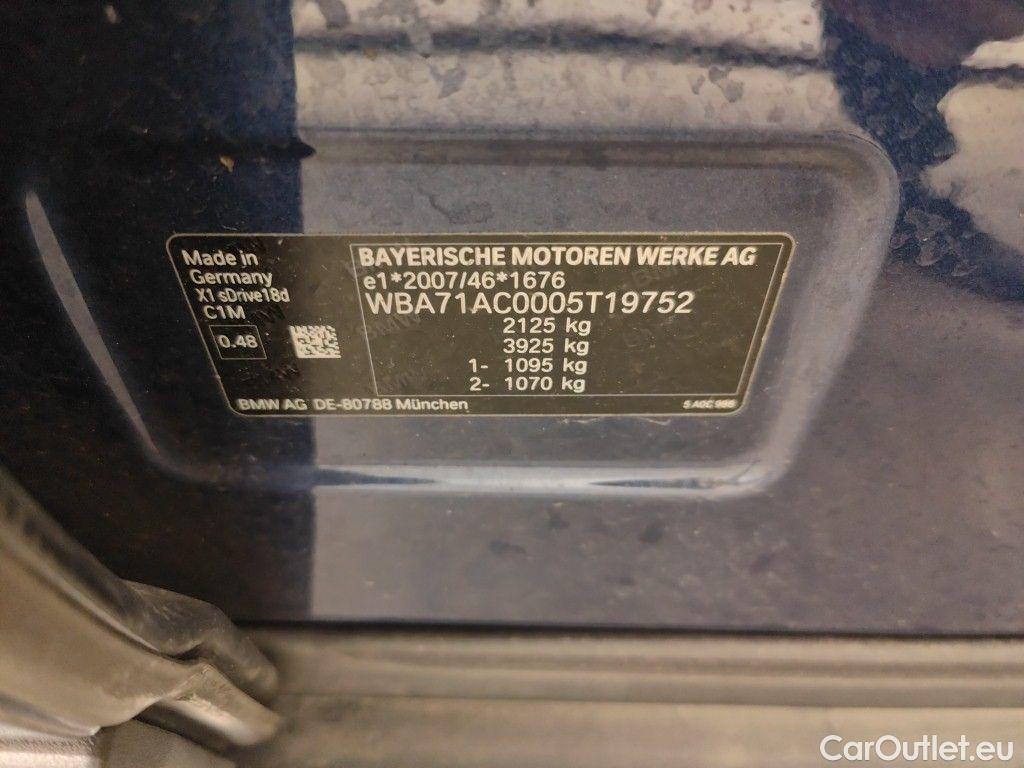 Made in
Germany
X1 sDrive18d
C1M
0.48
BAYERISCHE MOTOREN WERKE AG
e1*2007/46*1676
WBA71AC0005T19752
2125 kg
3925 kg
1- 1095 kg
2- 1070 kg
BMW AG DE-80788 München
CarOutlet.eu